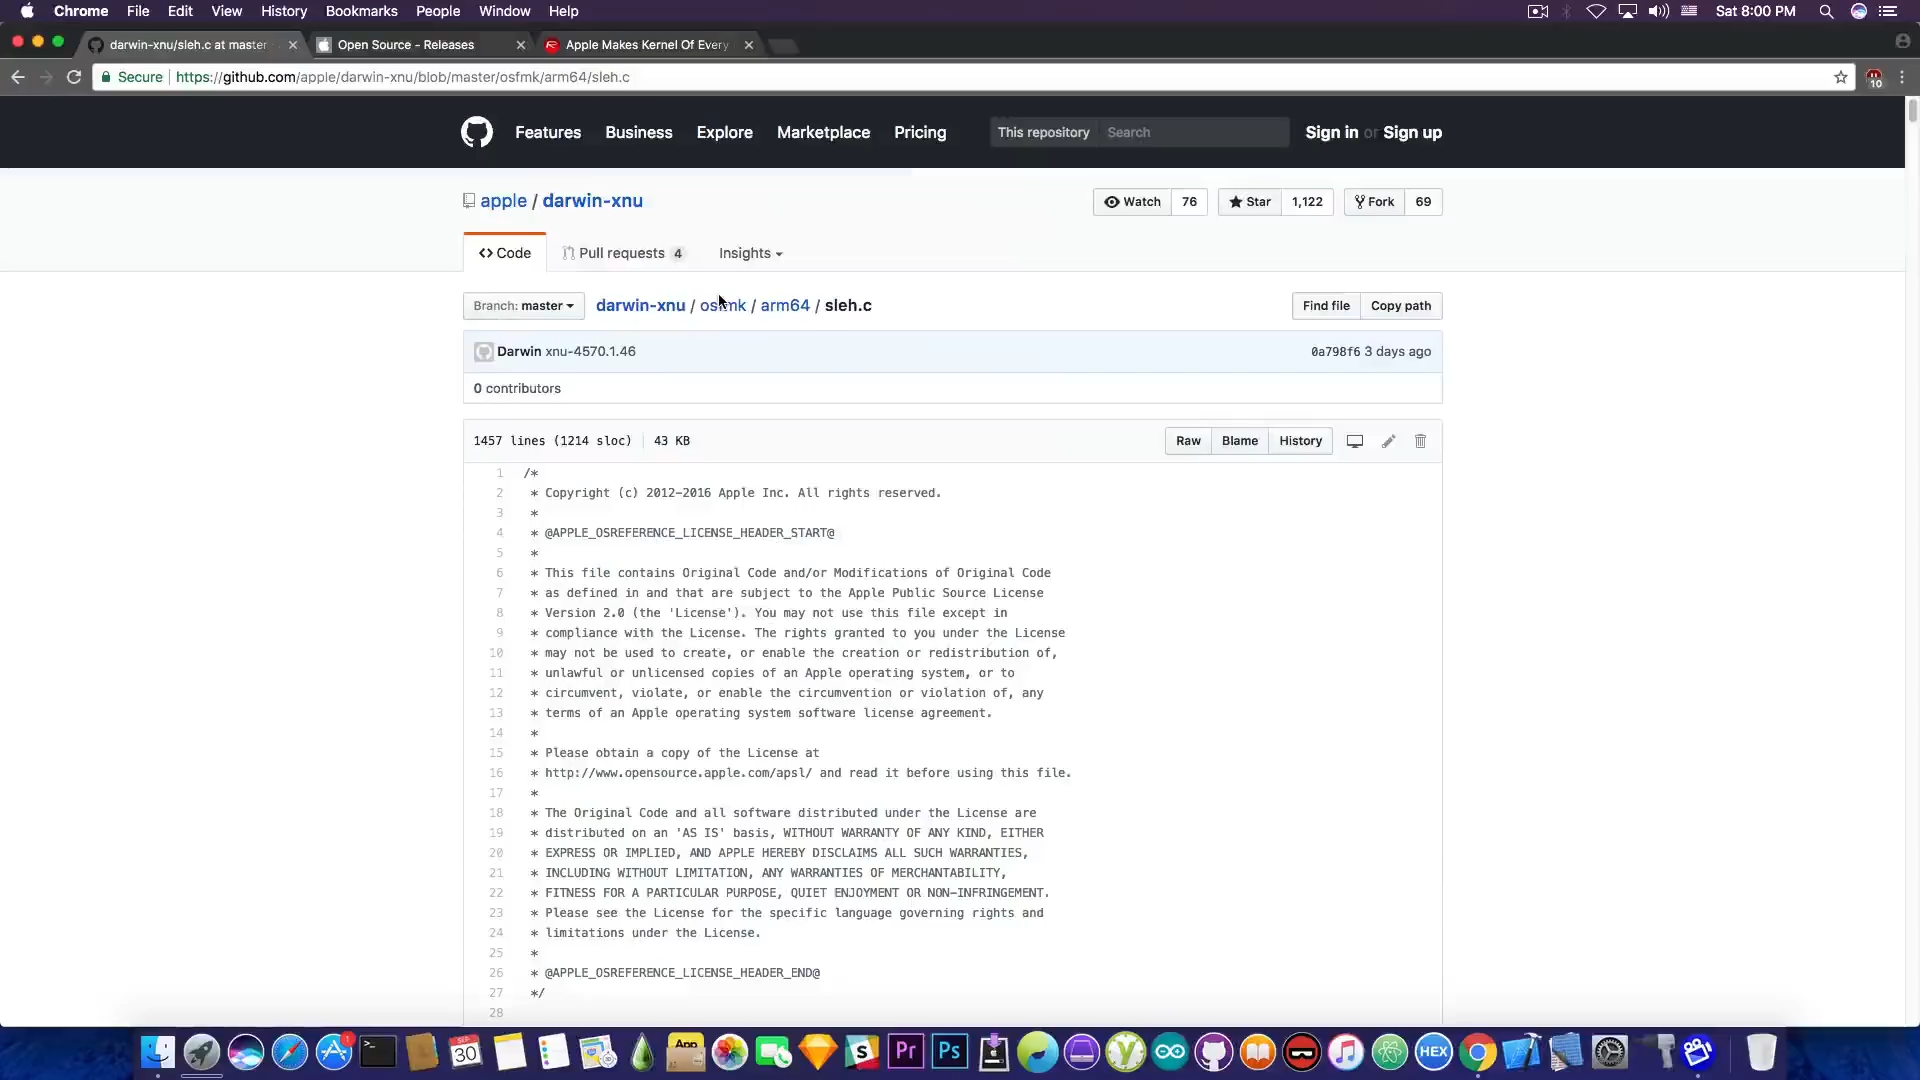 Chrome File Edit View History Bookmarks People Window Help Sat 8:00 PM
darwin-xnu/sleh.c at master Open Source - Releases Apple Makes Kernel Of Every
Secure https://github.com/apple/darwin-xnu/blob/master/osfmk/arm64/sleh.c 10
Features Business Explore Marketplace Pricing This repository Search Sign in or Sign up
apple / darwin-xnu Watch 76 Star 1,122 Fork 69
<> Code Pull requests 4 Insights
Branch: master darwin-xnu / osfmk / arm64 / sleh.c Find file Copy path
Darwin xnu-4570.1.46 0a798f6 3 days ago
0 contributors
1457 lines (1214 sloc) 43 KB Raw Blame History
1 /*
2 * Copyright (c) 2012-2016 Apple Inc. All rights reserved.
3 *
4 * @APPLE_OSREFERENCE_LICENSE_HEADER_START@
5 *
6 * This file contains Original Code and/or Modifications of Original Code
7 * as defined in and that are subject to the Apple Public Source License
8 * Version 2.0 (the 'License'). You may not use this file except in
9 * compliance with the License. The rights granted to you under the License
10 * may not be used to create, or enable the creation or redistribution of,
11 * unlawful or unlicensed copies of an Apple operating system, or to
12 * circumvent, violate, or enable the circumvention or violation of, any
13 * terms of an Apple operating system software license agreement.
14 *
15 * Please obtain a copy of the License at
16 * http://www.opensource.apple.com/apsl/ and read it before using this file.
17 *
18 * The Original Code and all software distributed under the License are
19 * distributed on an 'AS IS' basis, WITHOUT WARRANTY OF ANY KIND, EITHER
20 * EXPRESS OR IMPLIED, AND APPLE HEREBY DISCLAIMS ALL SUCH WARRANTIES,
21 * INCLUDING WITHOUT LIMITATION, ANY WARRANTIES OF MERCHANTABILITY,
22 * FITNESS FOR A PARTICULAR PURPOSE, QUIET ENJOYMENT OR NON-INFRINGEMENT.
23 * Please see the License for the specific language governing rights and
24 * limitations under the License.
25 *
26 * @APPLE_OSREFERENCE_LICENSE_HEADER_END@
27 */
28
1 >_ SEP 30 App S Pr Ps HEX